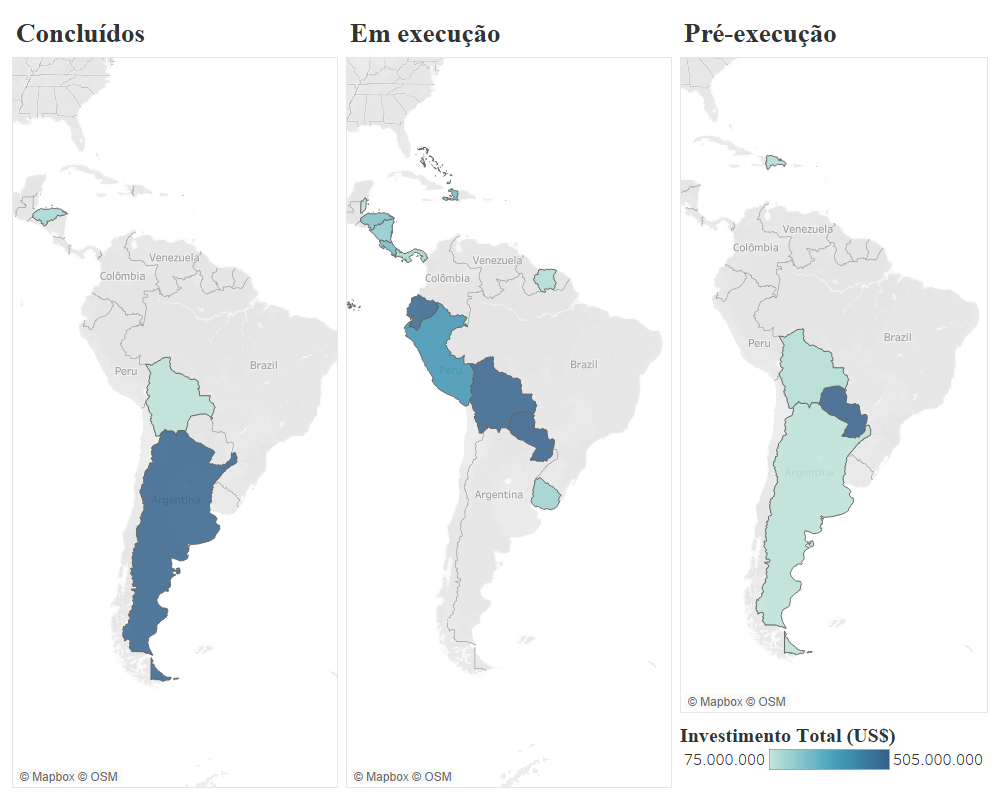 Concluídos
Venezuela
Colômbia
Peru
Brazil
Argentina
© Mapbox © OSM
Em execução
Venezuela
Colômbia
Brazil
Peru
Argentina
© Mapbox © OSM
Pré-execução
Venezuela
Colômbia
Brazil
Peru
Argentina
© Mapbox © OSM
Investimento Total (US$)
75.000.000 505.000.000